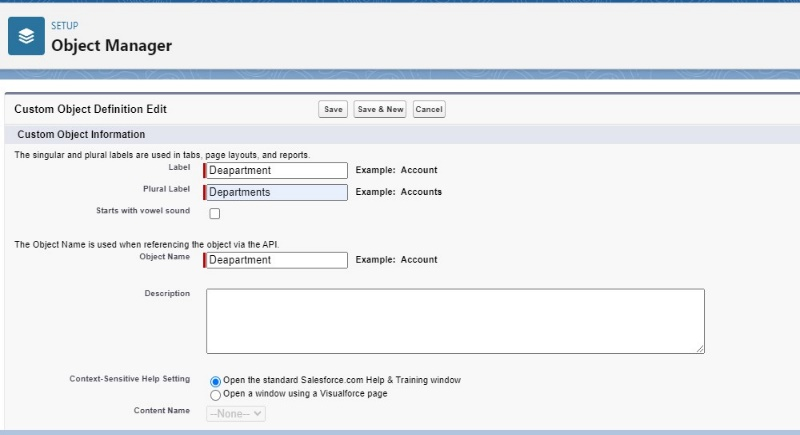 SETUP
Object Manager
Custom Object Definition Edit Save Save & New Cancel
Custom Object Information
The singular and plural labels are used in tabs, page layouts, and reports.
Label Deapartment Example: Account
Plural Label Departments Example: Accounts
Starts with vowel sound
The Object Name is used when referencing the object via the API.
Object Name Deapartment Example: Account
Description
Context-Sensitive Help Setting Open the standard Salesforce.com Help & Training window
Open a window using a Visualforce page
Content Name --None--